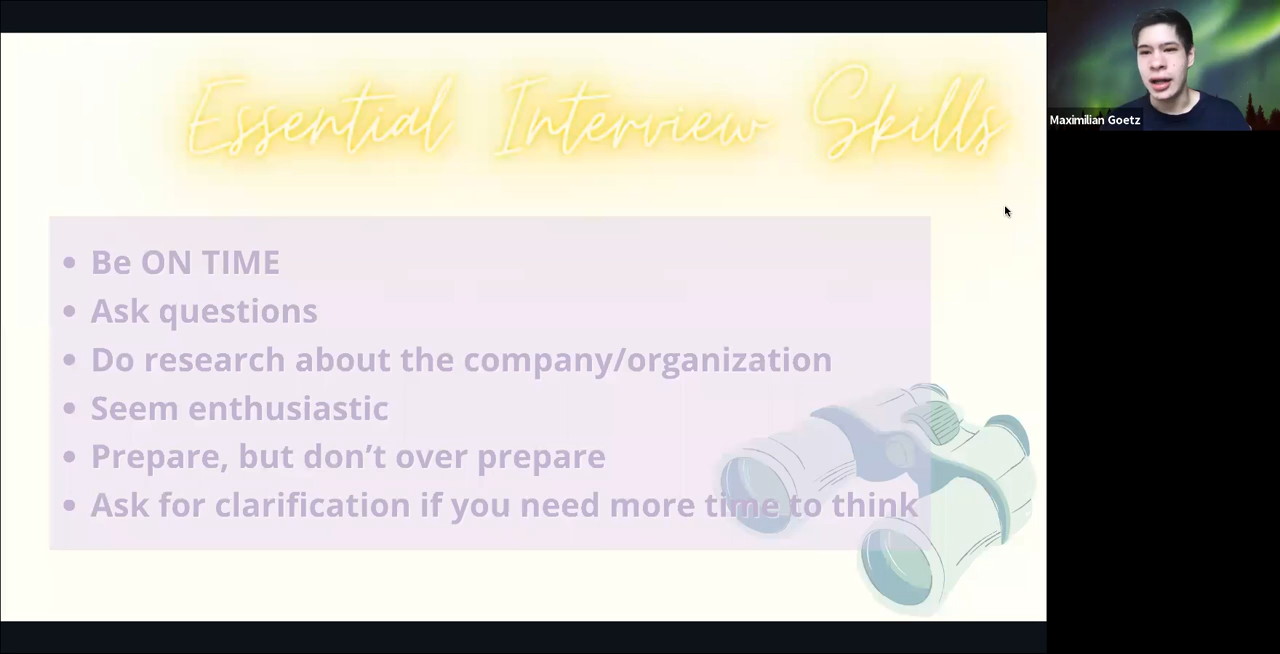 Essential Interview Skills
Maximilian Goetz
• Be ON TIME
• Ask questions
• Do research about the company/organization
• Seem enthusiastic
• Prepare, but don’t over prepare
• Ask for clarification if you need more time to think